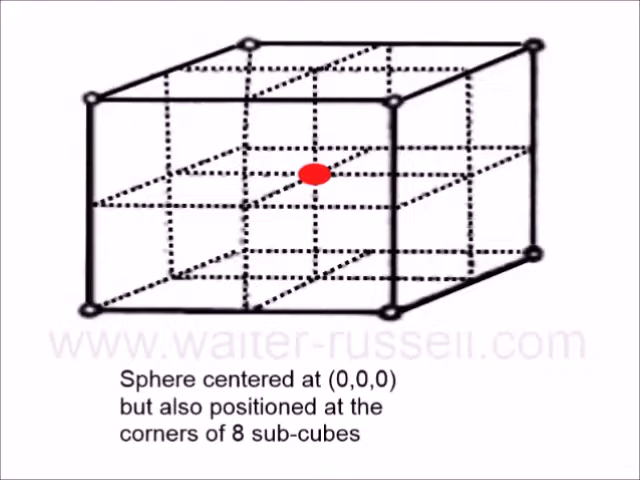 www.walter-russell.com
Sphere centered at (0,0,0)
but also positioned at the
corners of 8 sub-cubes